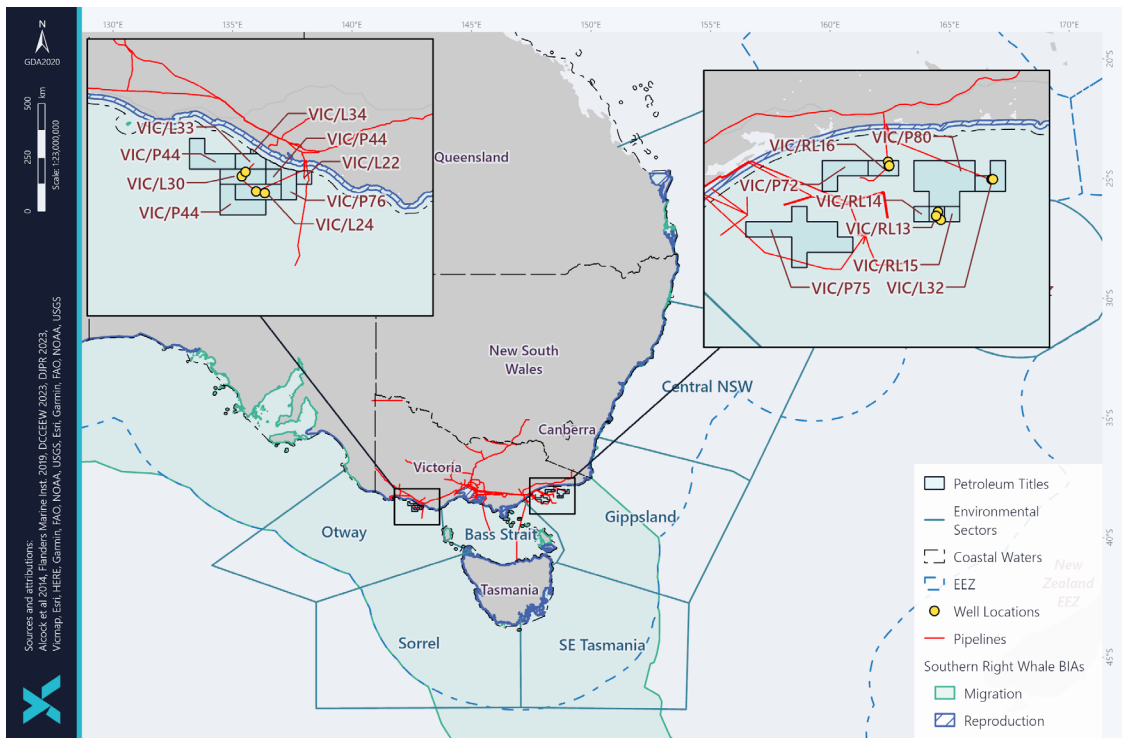 130°E
135°E
140°E
145°E
150°E
155°E
160°E
165°E
170°E
20°S
25°S
30°S
35°S
40°S
45°S
N
GDA2020
500
250
0
km
Scale: 1:23,000,000
Sources and attributions:
Alcock et al 2014, Flanders Marine Inst. 2019, DCCEEW 2023, DJPR 2023,
Vicmap, Esri, HERE, Garmin, FAO, NOAA, USGS, Esri, Garmin, FAO, NOAA, USGS
VIC/L34
VIC/L33
VIC/P44
VIC/P44
VIC/L22
VIC/L30
VIC/P76
VIC/P44
VIC/L24
VIC/RL16
VIC/P80
VIC/P72
VIC/RL14
VIC/RL13
VIC/RL15
VIC/P75
VIC/L32
Queensland
New South
Wales
Central NSW
Canberra
Victoria
Otway
Bass Strait
Gippsland
Tasmania
Sorrel
SE Tasmania
New
Zealand
EEZ
Petroleum Titles
Environmental
Sectors
Coastal Waters
EEZ
Well Locations
Pipelines
Southern Right Whale BIAs
Migration
Reproduction